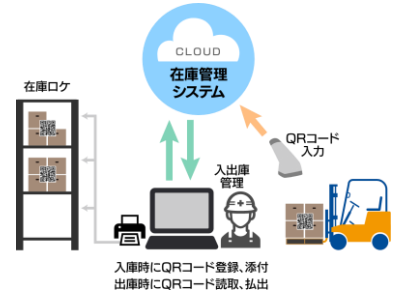 CLOUD
在庫管理
システム
在庫ロケ
QRコード
入力
入出庫
管理
入庫時にQRコード登録、添付
出庫時にQRコード読取、払出